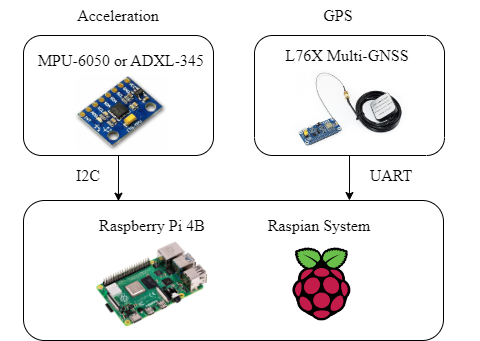 Acceleration
GPS
MPU-6050 or ADXL-345
L76X Multi-GNSS
I2C
UART
Raspberry Pi 4B
Raspian System